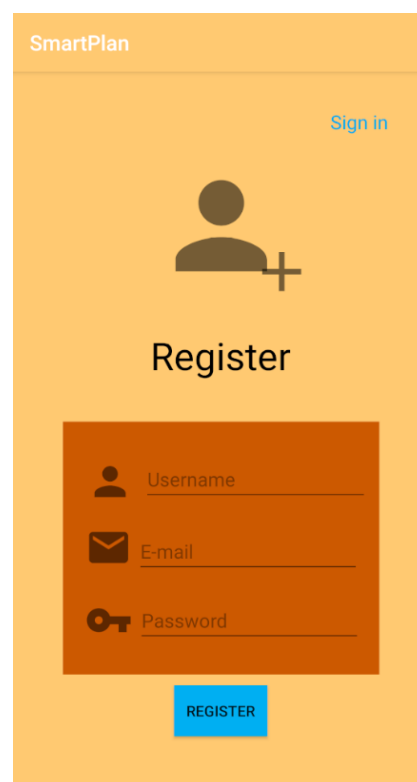 SmartPlan
Sign in
Register
Username
E-mail
Password
REGISTER